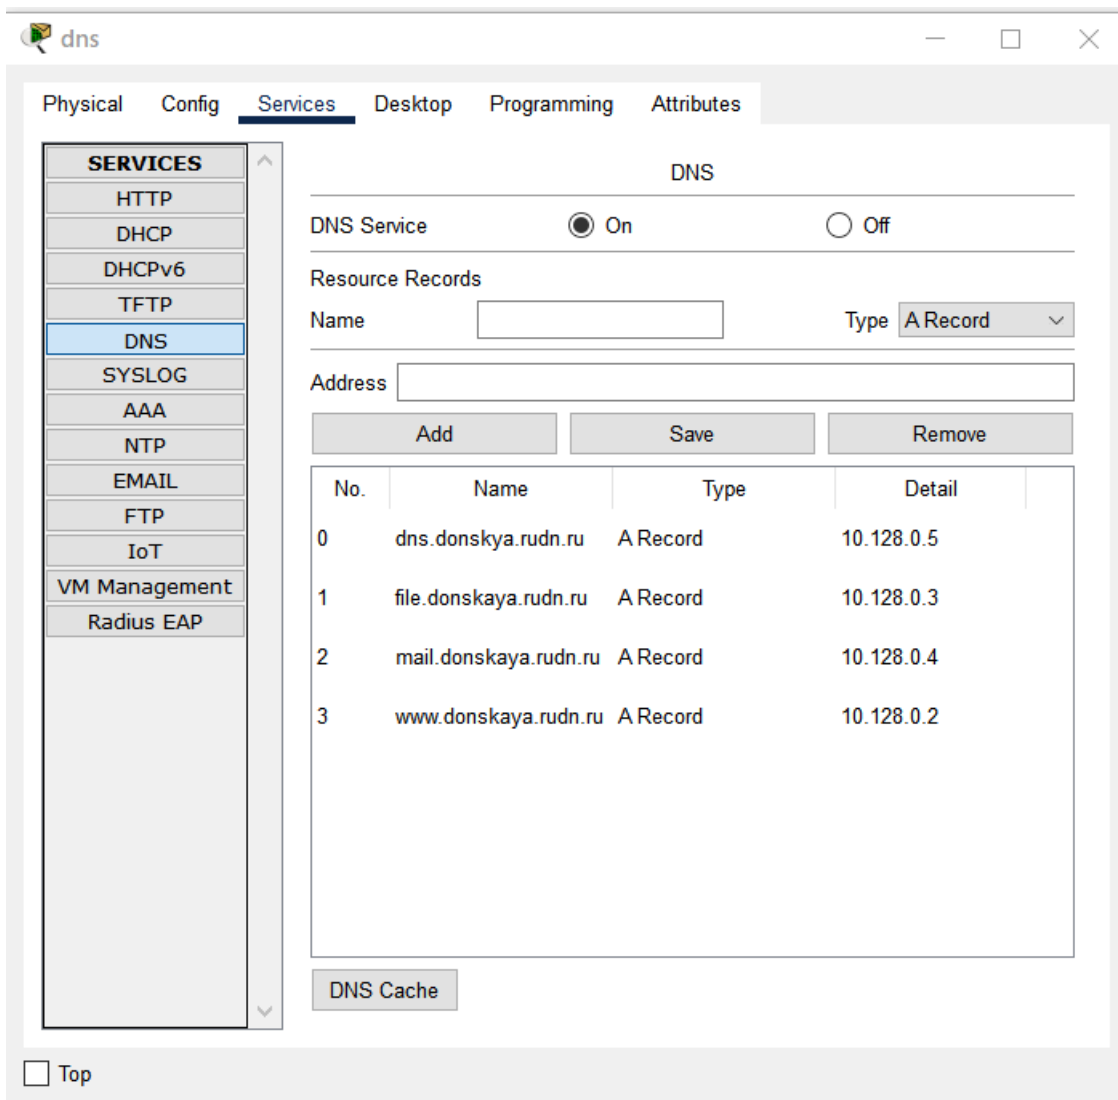 dns
Physical Config Services Desktop Programming Attributes
SERVICES
HTTP
DHCP
DHCPv6
TFTP
DNS
SYSLOG
AAA
NTP
EMAIL
FTP
IoT
VM Management
Radius EAP
DNS
DNS Service On Off
Resource Records
Name Type A Record
Address
Add Save Remove
No. Name Type Detail
0 dns.donskya.rudn.ru A Record 10.128.0.5
1 file.donskaya.rudn.ru A Record 10.128.0.3
2 mail.donskaya.rudn.ru A Record 10.128.0.4
3 www.donskaya.rudn.ru A Record 10.128.0.2
DNS Cache
Top